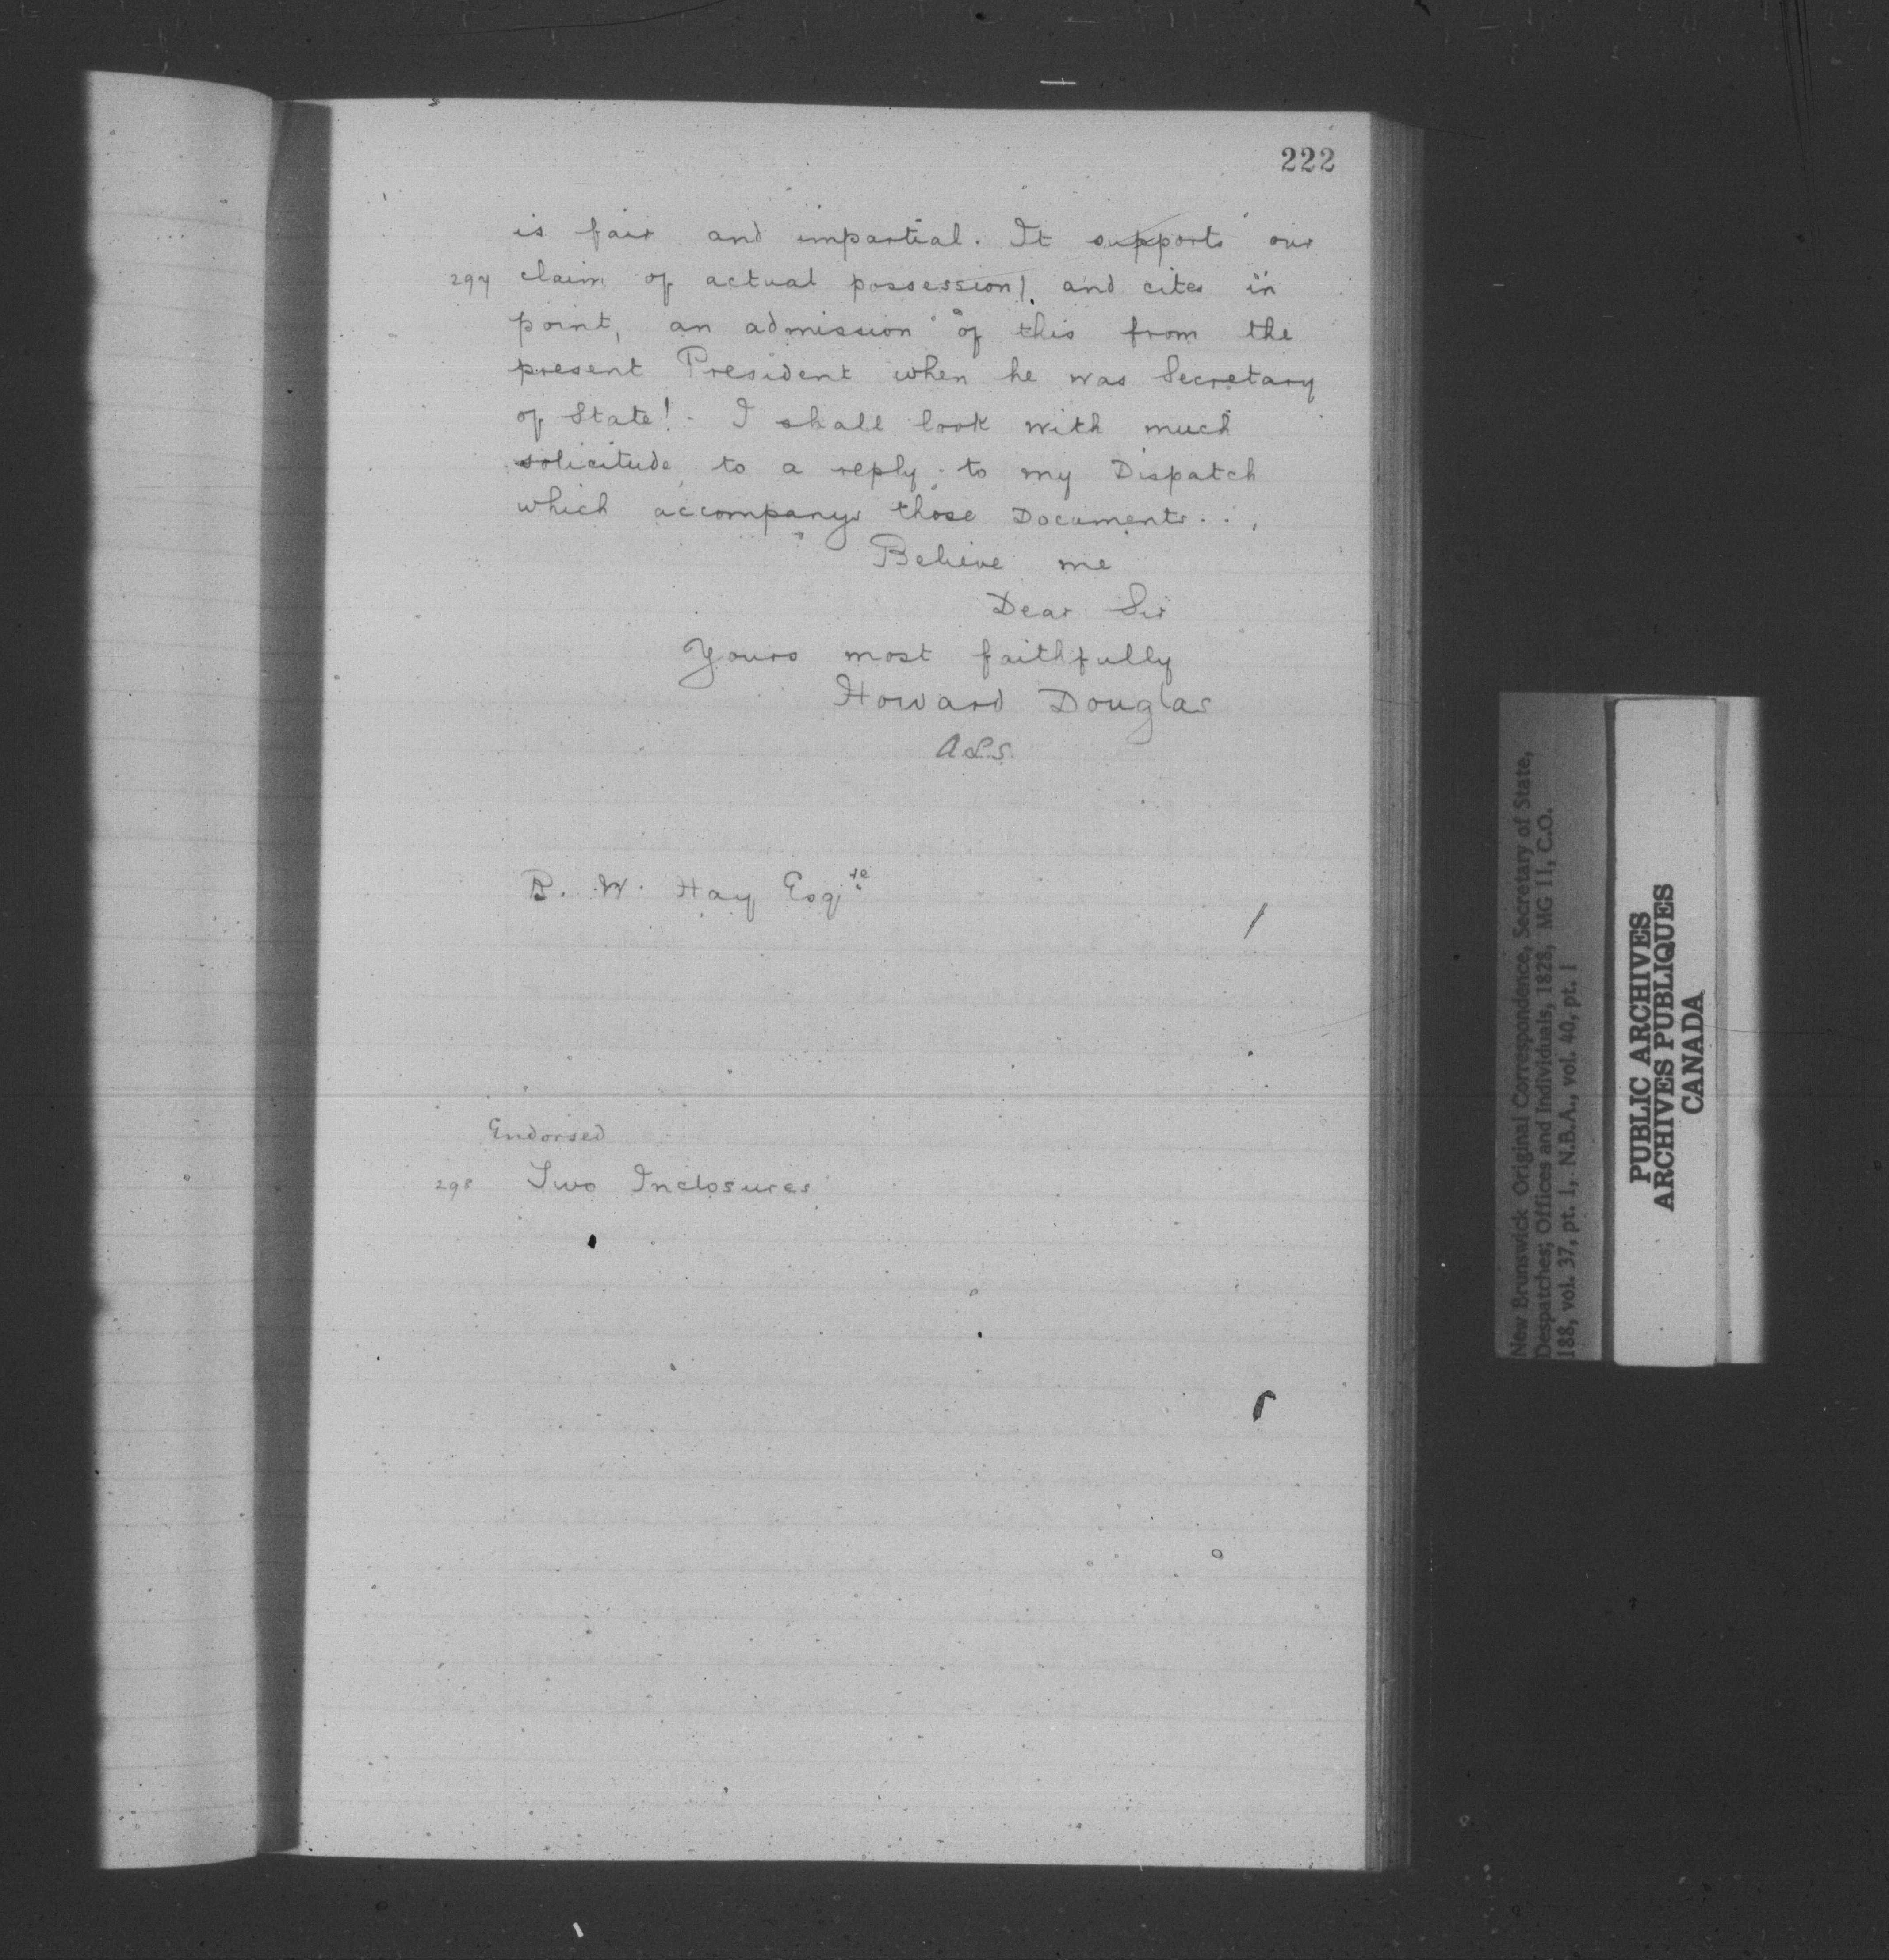 222
is fair and impartial. It supports our
297 claim of actual possession/. and cites in
point, an admission of this from the
present President when he was Secretary
of State! - I shall look with much
solicitude, to a reply to my Dispatch
which accompanys those Documents..,
Believe me
Dear Sir
Yours most faithfully
Howard Douglas
A.L.S.
R. W. Hay Esqre
Endorsed
298 Two Inclosures
New Brunswick Original Correspondence, Secretary of State,
Despatches; Offices and Individuals, 1828, MG 11, C.O.
188, vol. 37, pt. 1, N.B.A., vol. 40, pt. 1
PUBLIC ARCHIVES
ARCHIVES PUBLIQUES
CANADA